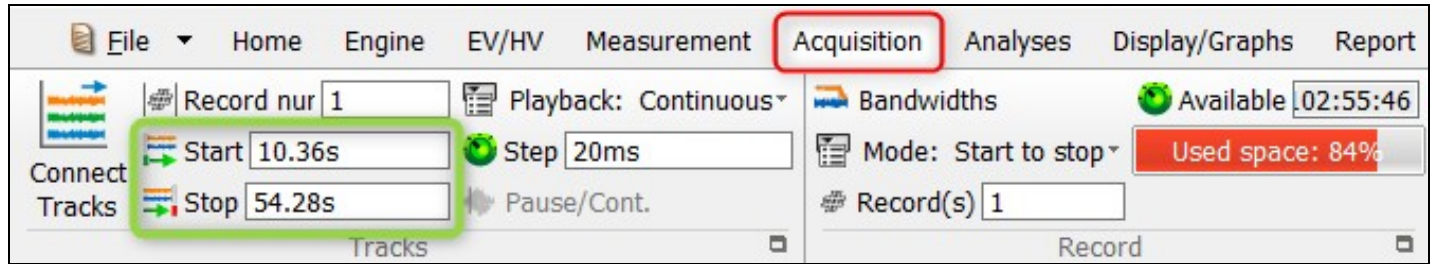 File Home Engine EV/HV Measurement Acquisition Analyses Display/Graphs Report
Connect
Tracks
Record nur 1
Start 10.36s
Stop 54.28s
Playback: Continuous
Step 20ms
Pause/Cont.
Tracks
Bandwidths
Mode: Start to stop
Record(s) 1
Available 02:55:46
Used space: 84%
Record